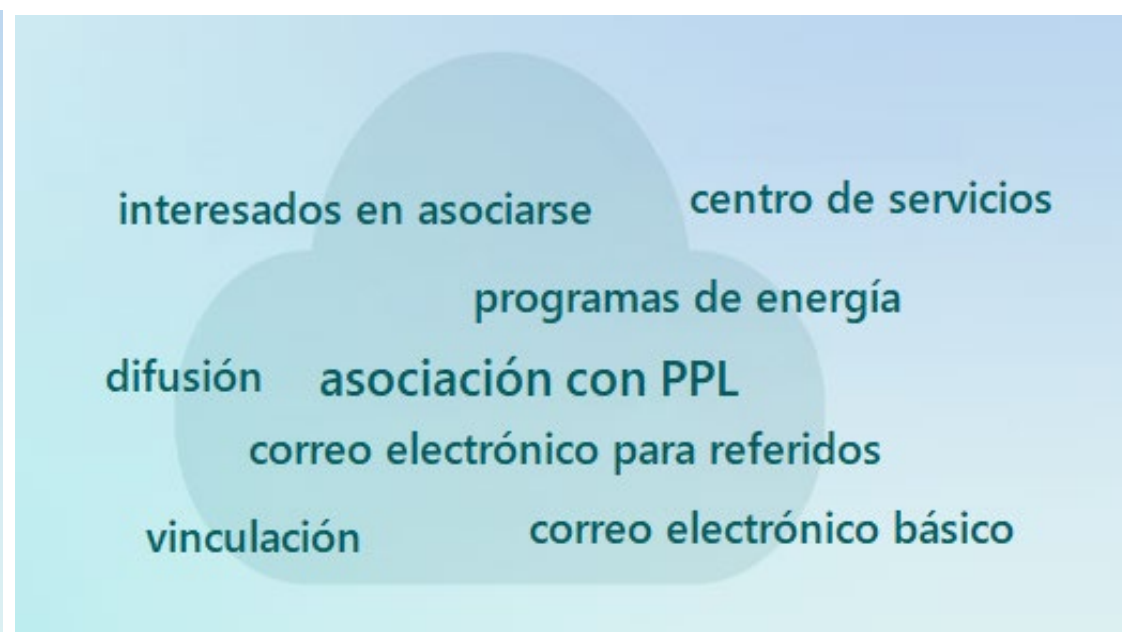 interesados en asociarse
centro de servicios
programas de energía
difusión
asociación con PPL
correo electrónico para referidos
vinculación
correo electrónico básico